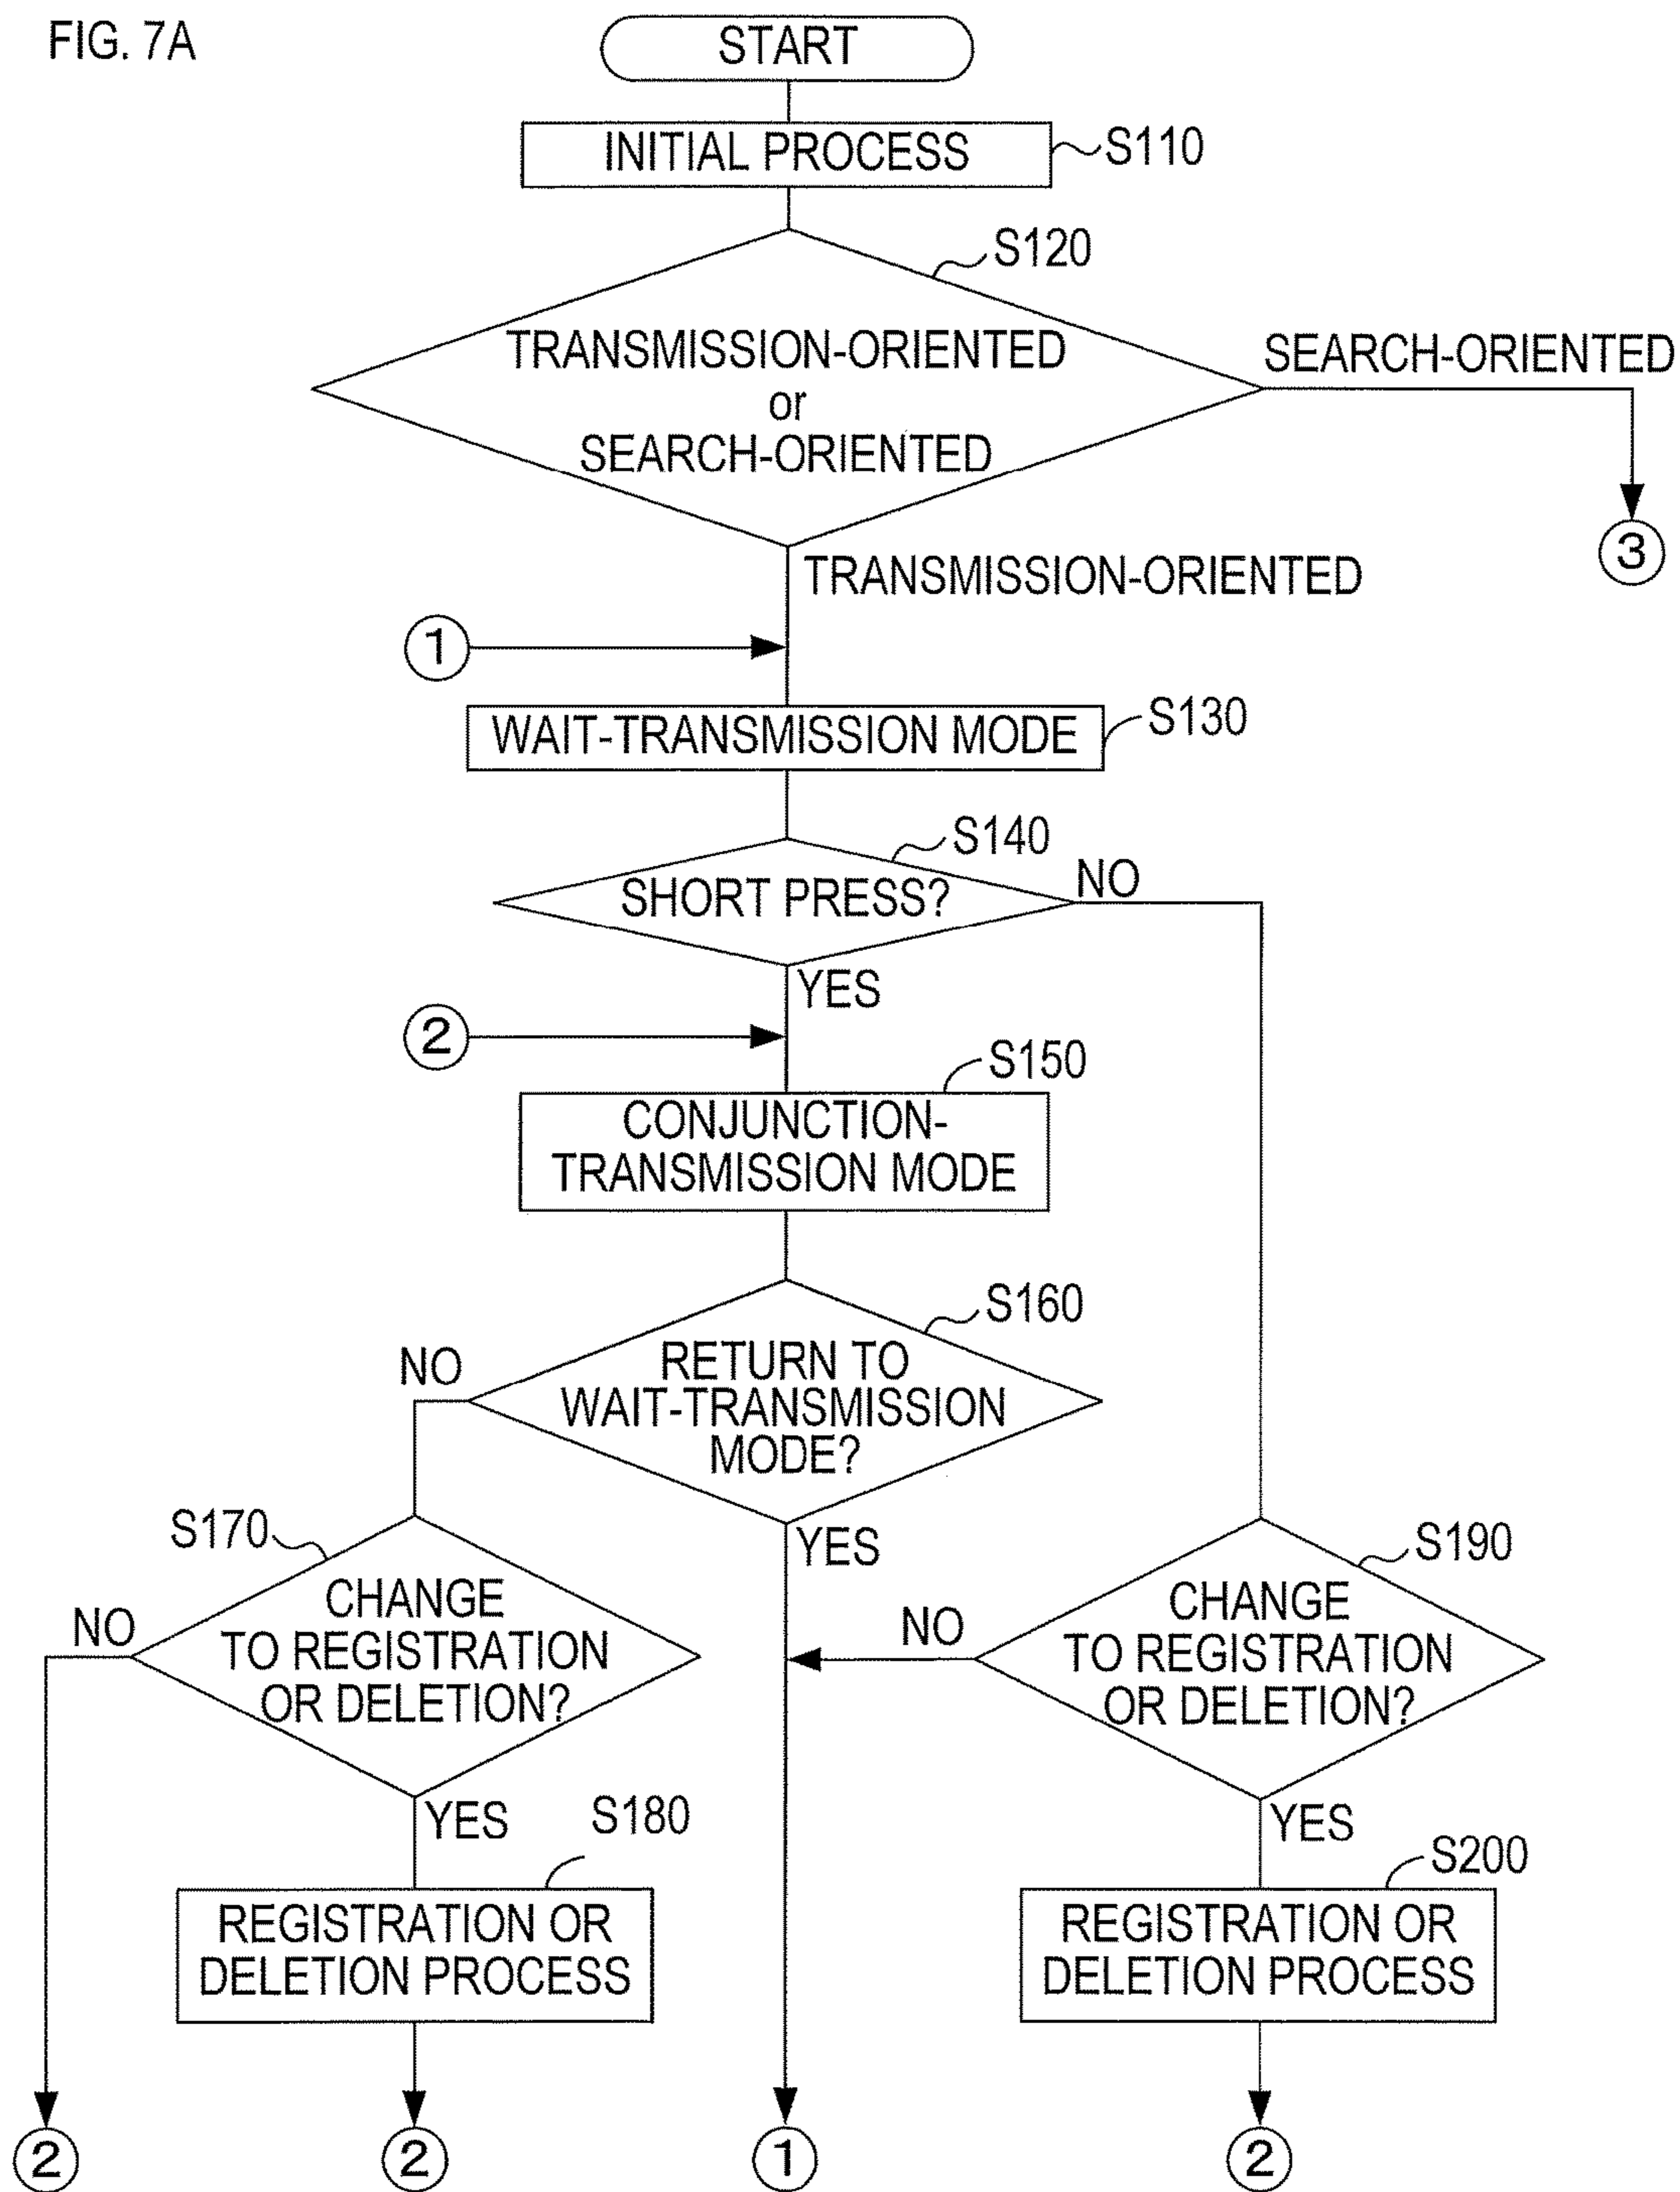 FIG. 7A
START
INITIAL PROCESS
S110
S120
TRANSMISSION-ORIENTED
or
SEARCH-ORIENTED
SEARCH-ORIENTED
3
TRANSMISSION-ORIENTED
1
WAIT-TRANSMISSION MODE
S130
S140
SHORT PRESS?
NO
YES
2
S150
CONJUNCTION-
TRANSMISSION MODE
S160
RETURN TO
WAIT-TRANSMISSION
MODE?
NO
YES
S170
CHANGE
TO REGISTRATION
OR DELETION?
NO
YES
S190
CHANGE
TO REGISTRATION
OR DELETION?
NO
YES
S180
REGISTRATION OR
DELETION PROCESS
S200
REGISTRATION OR
DELETION PROCESS
2
2
1
2